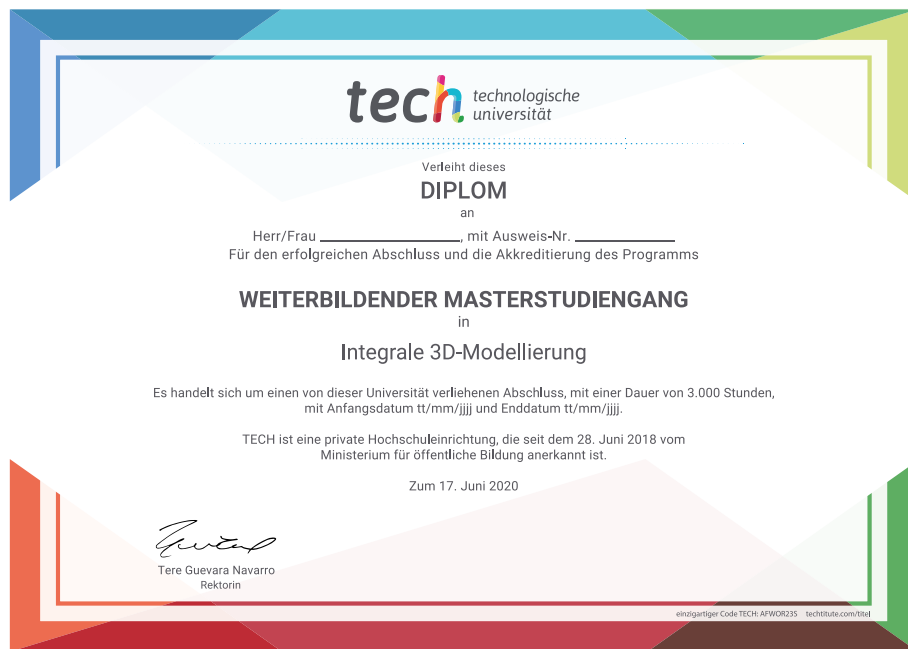 tech technologische
universität
Verleiht dieses
DIPLOM
an
Herr/Frau ____________________, mit Ausweis-Nr. ______________
Für den erfolgreichen Abschluss und die Akkreditierung des Programms
WEITERBILDENDER MASTERSTUDIENGANG
in
Integrale 3D-Modellierung
Es handelt sich um einen von dieser Universität verliehenen Abschluss, mit einer Dauer von 3.000 Stunden,
mit Anfangsdatum tt/mm/jjjj und Enddatum tt/mm/jjjj.
TECH ist eine private Hochschuleinrichtung, die seit dem 28. Juni 2018 vom
Ministerium für öffentliche Bildung anerkannt ist.
Zum 17. Juni 2020
Tere Guevara Navarro
Rektorin
einzigartiger Code TECH: AFWOR23S techtitute.com/titel